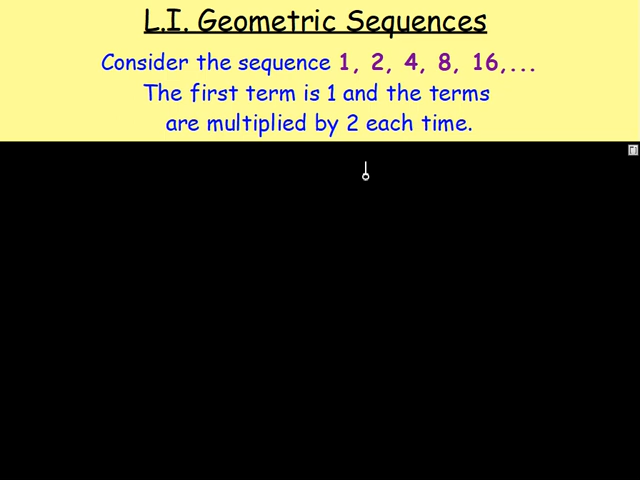 L.I. Geometric Sequences
Consider the sequence 1, 2, 4, 8, 16,...
The first term is 1 and the terms
are multiplied by 2 each time.